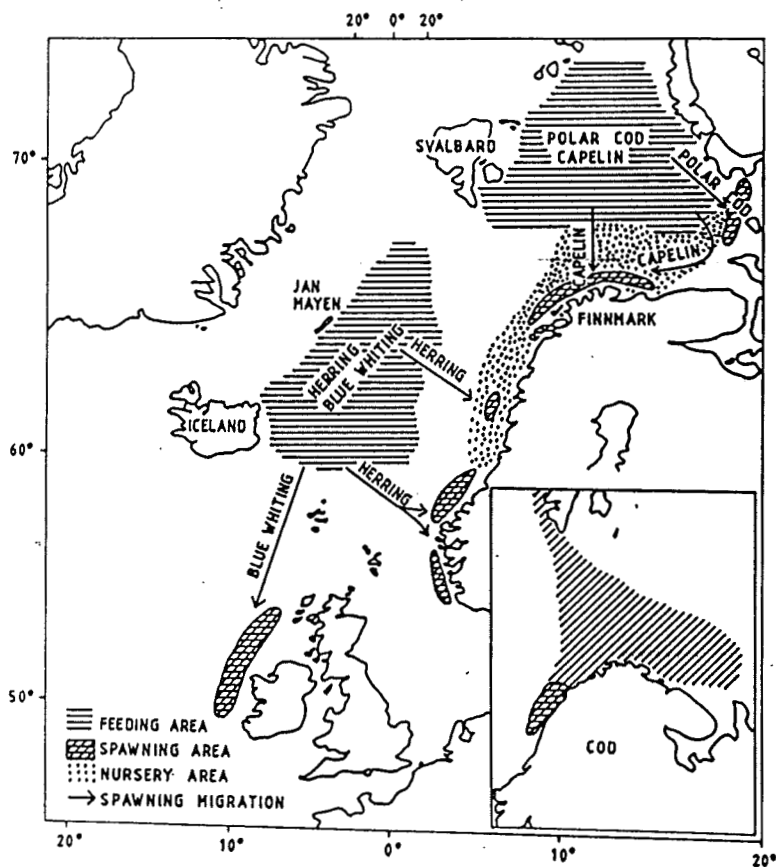 20° 0° 20°
70°
60°
50°
SVALBARD
POLAR COD
CAPELIN
POLAR COD
CAPELIN
CAPELIN
FINNMARK
JAN
MAYEN
HERRING
BLUE WHITING
HERRING
ICELAND
HERRING
BLUE WHITING
FEEDING AREA
SPAWNING AREA
NURSERY AREA
SPAWNING MIGRATION
COD
20° 10° 0° 10° 20°